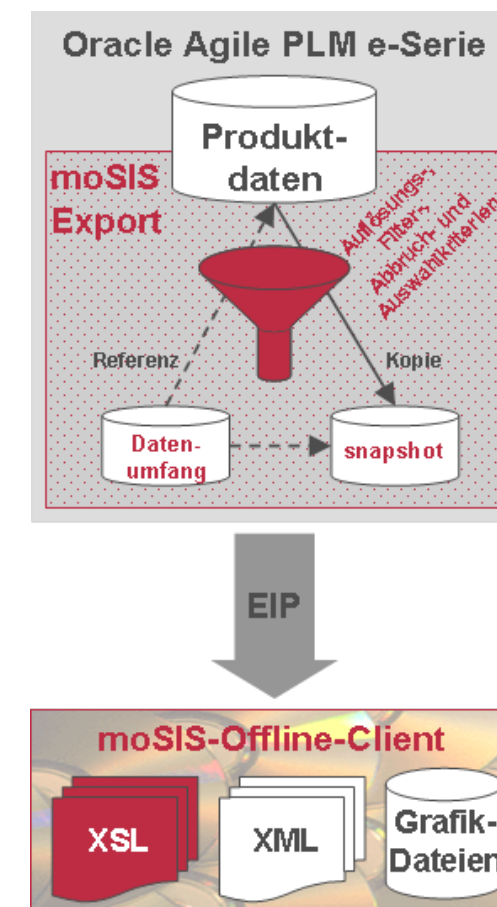 Oracle Agile PLM e-Serie
Produkt-
daten
moSIS
Export
Auflösungs-,
Filter-,
Abbruch- und
Auswahlkriterien
Referenz
Kopie
Daten-
umfang
snapshot
EIP
moSIS-Offline-Client
XSL
XML
Grafik-
Dateien